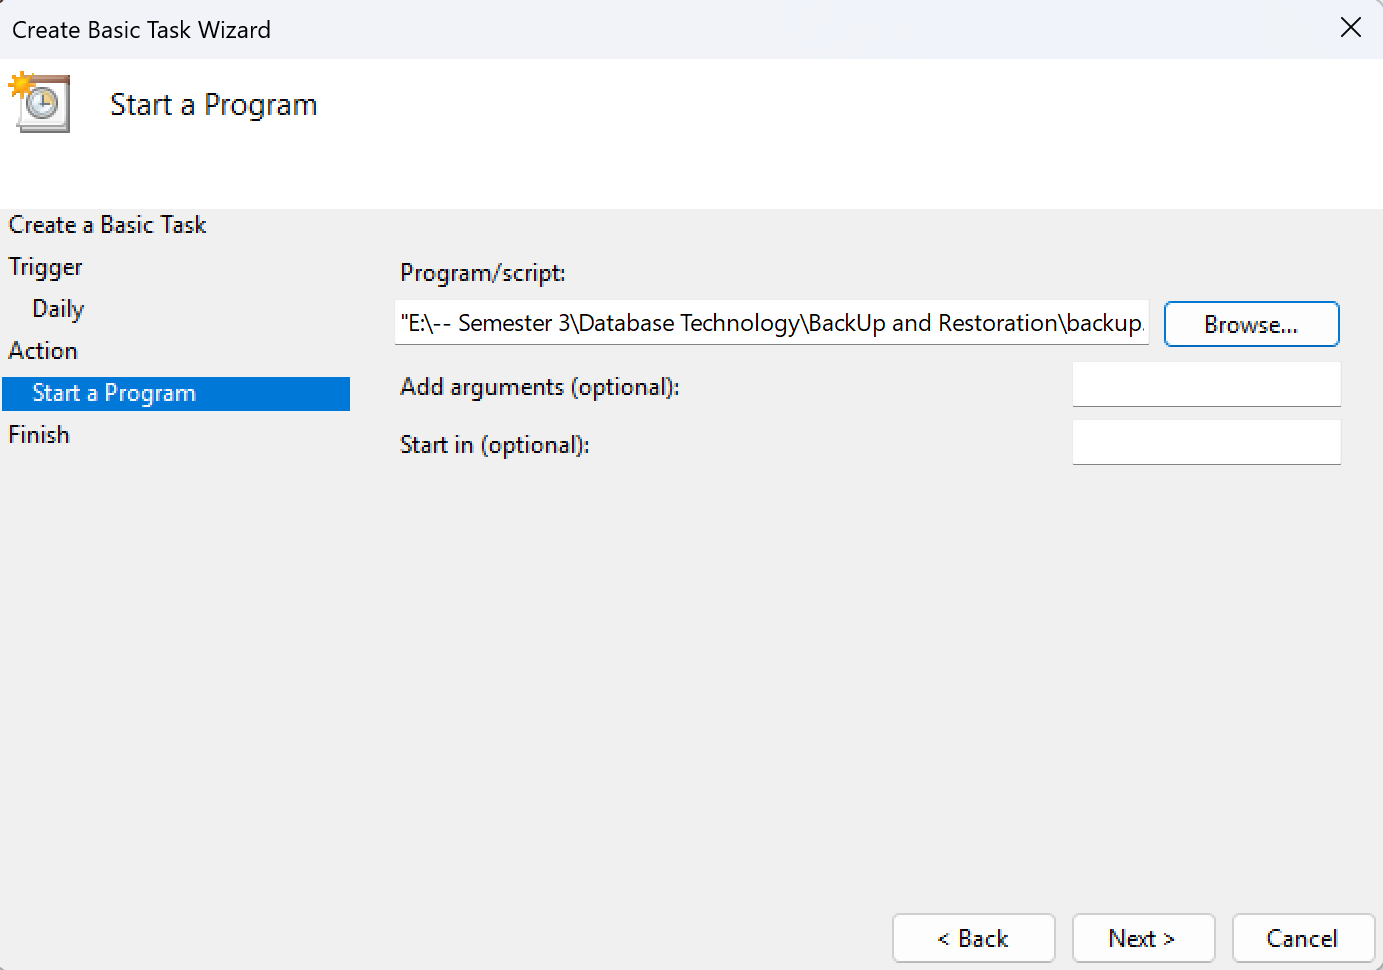 Create Basic Task Wizard
Start a Program
Create a Basic Task
Trigger
Daily
Action
Start a Program
Finish
Program/script:
"E:\-- Semester 3\Database Technology\BackUp and Restoration\backup.
Browse...
Add arguments (optional):
Start in (optional):
< Back
Next >
Cancel